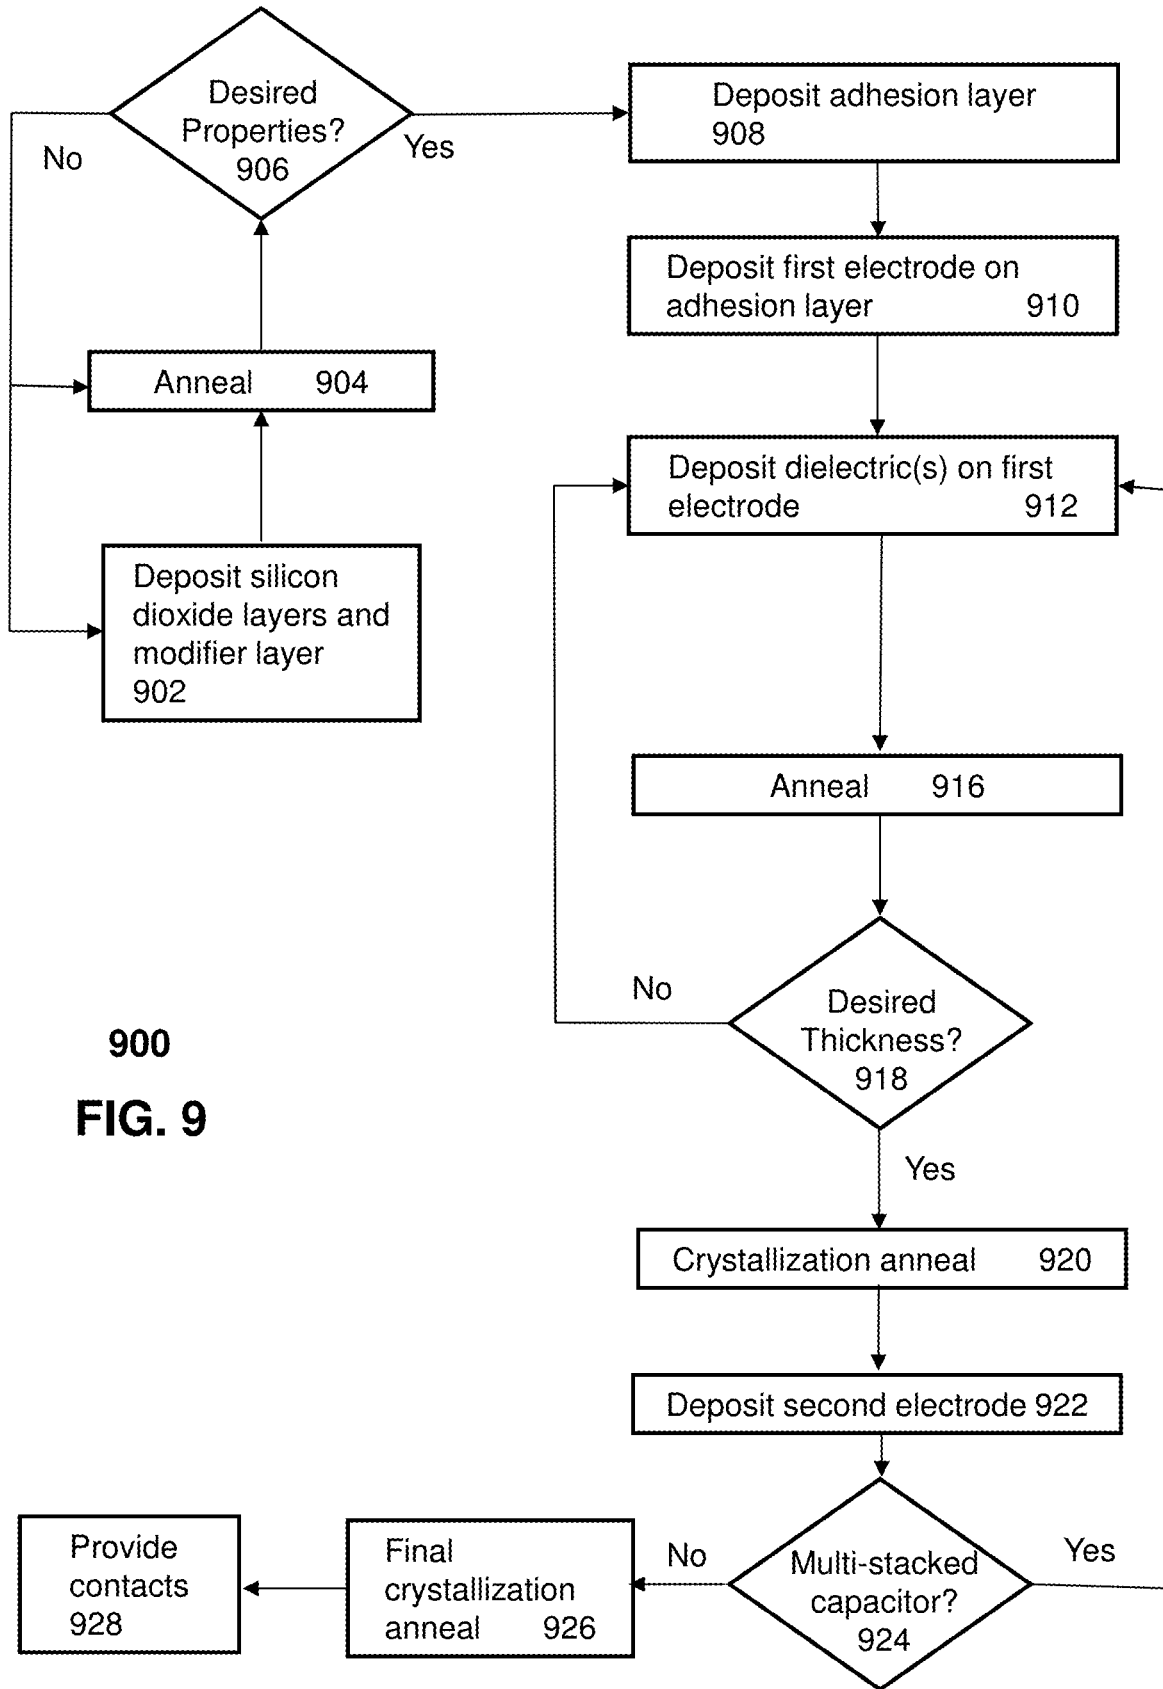 Desired
Properties?
906
No
Yes
Deposit adhesion layer
908
Deposit first electrode on
adhesion layer 910
Anneal 904
Deposit dielectric(s) on first
electrode 912
Deposit silicon
dioxide layers and
modifier layer
902
Anneal 916
No
Desired
Thickness?
918
900
FIG. 9
Yes
Crystallization anneal 920
Deposit second electrode 922
Multi-stacked
capacitor?
924
Yes
No
Final
crystallization
anneal 926
Provide
contacts
928